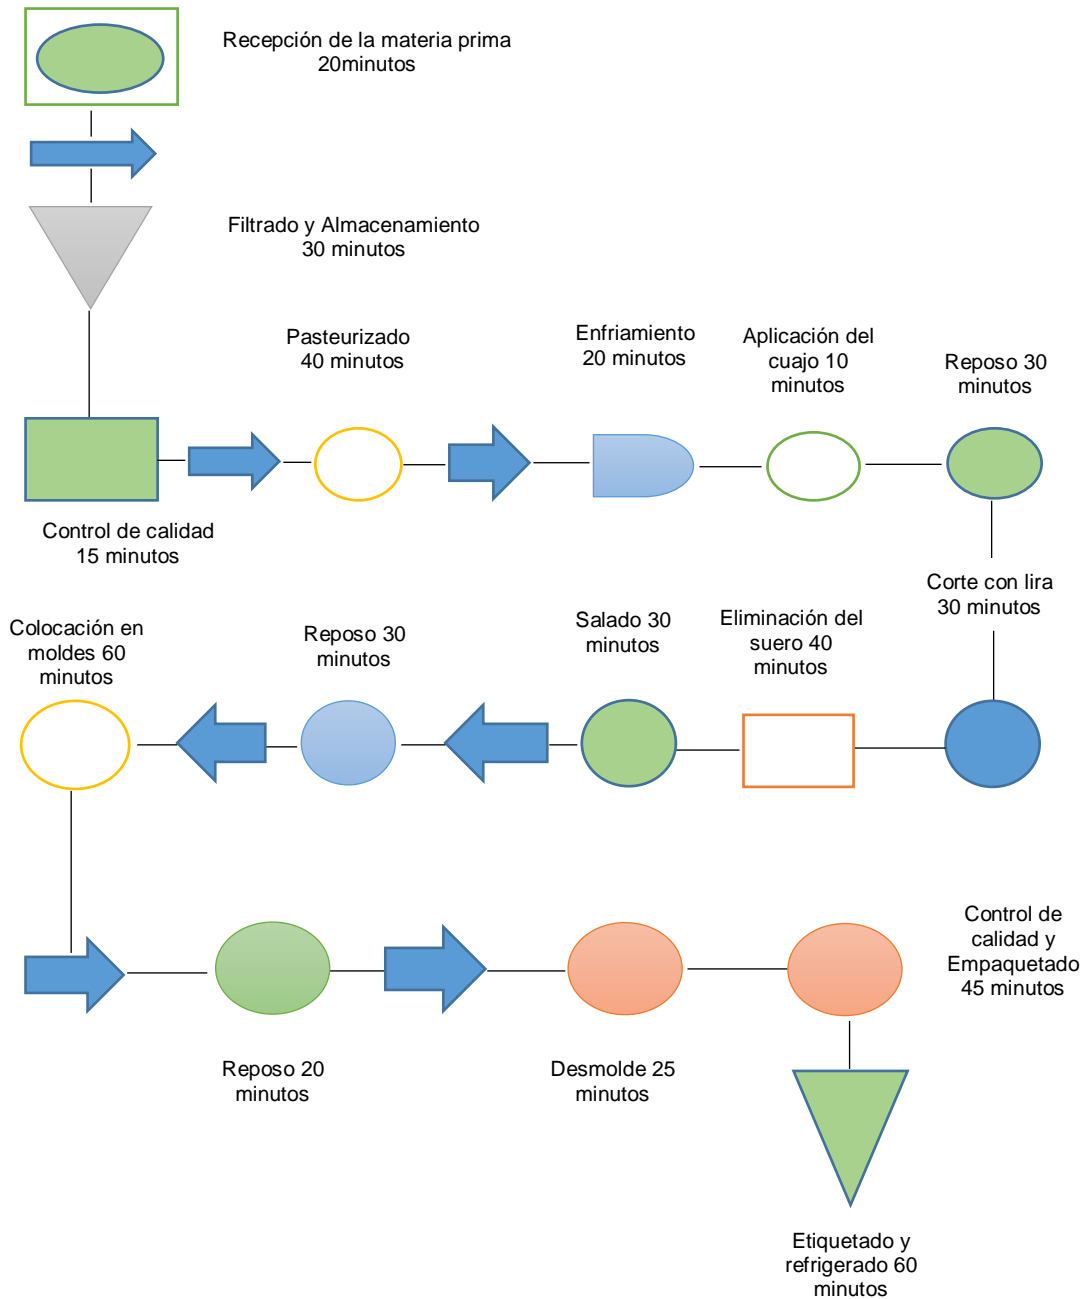 Recepción de la materia prima
20minutos
Filtrado y Almacenamiento
30 minutos
Pasteurizado
40 minutos
Enfriamiento
20 minutos
Aplicación del
cuajo 10
minutos
Reposo 30
minutos
Control de calidad
15 minutos
Corte con lira
30 minutos
Eliminación del
suero 40
minutos
Salado 30
minutos
Reposo 30
minutos
Colocación en
moldes 60
minutos
Reposo 20
minutos
Desmolde 25
minutos
Control de
calidad y
Empaquetado
45 minutos
Etiquetado y
refrigerado 60
minutos